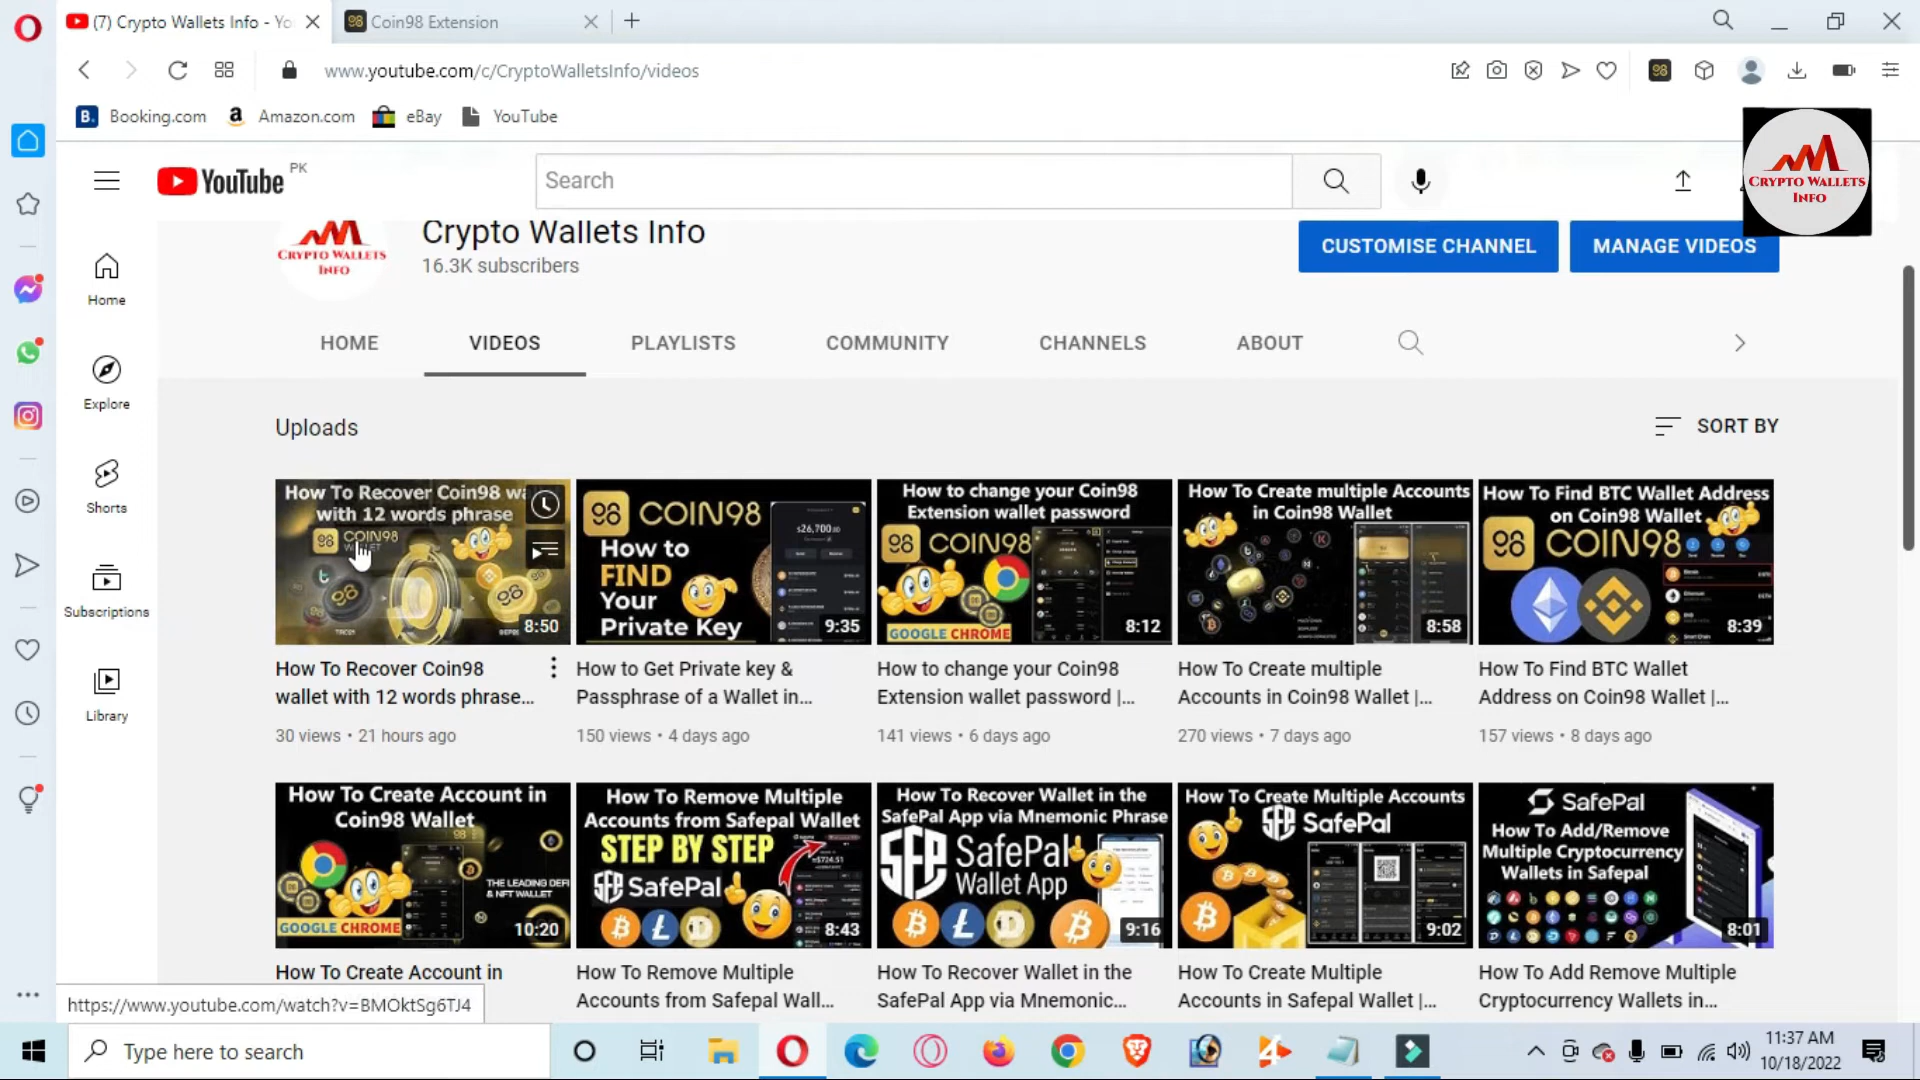 (7) Crypto Wallets Info - Yo
Coin98 Extension
www.youtube.com/c/CryptoWalletsInfo/videos
Booking.com
Amazon.com
eBay
YouTube
YouTube PK
Search
CRYPTO WALLETS
INFO
Home
Explore
Shorts
Subscriptions
Library
CRYPTO WALLETS
INFO
Crypto Wallets Info
16.3K subscribers
CUSTOMISE CHANNEL
MANAGE VIDEOS
HOME
VIDEOS
PLAYLISTS
COMMUNITY
CHANNELS
ABOUT
Uploads
SORT BY
How To Recover Coin98 wa
with 12 words phrase
COIN98
8:50
COIN98
$26,700
How to
FIND
Your
Private Key
9:35
How to change your Coin98
Extension wallet password
COIN98
GOOGLE CHROME
8:12
How To Create multiple Accounts
in Coin98 Wallet
8:58
How To Find BTC Wallet Address
on Coin98 Wallet
COIN98
8:39
How To Recover Coin98
wallet with 12 words phrase...
30 views • 21 hours ago
How to Get Private key &
Passphrase of a Wallet in...
150 views • 4 days ago
How to change your Coin98
Extension wallet password |...
141 views • 6 days ago
How To Create multiple
Accounts in Coin98 Wallet |...
270 views • 7 days ago
How To Find BTC Wallet
Address on Coin98 Wallet |...
157 views • 8 days ago
How To Create Account in
Coin98 Wallet
THE LEADING DEFI
& NFT WALLET
GOOGLE CHROME
10:20
How To Remove Multiple
Accounts from Safepal Wallet
STEP BY STEP
SafePal
8:43
How To Recover Wallet in the
SafePal App via Mnemonic Phrase
SafePal
Wallet App
9:16
How To Create Multiple Accounts
SafePal
9:02
SafePal
How To Add/Remove
Multiple Cryptocurrency
Wallets in Safepal
8:01
How To Create Account in
How To Remove Multiple
Accounts from Safepal Wall...
How To Recover Wallet in the
SafePal App via Mnemonic...
How To Create Multiple
Accounts in Safepal Wallet |...
How To Add Remove Multiple
Cryptocurrency Wallets in...
https://www.youtube.com/watch?v=BMOktSg6TJ4
Type here to search
11:37 AM
10/18/2022